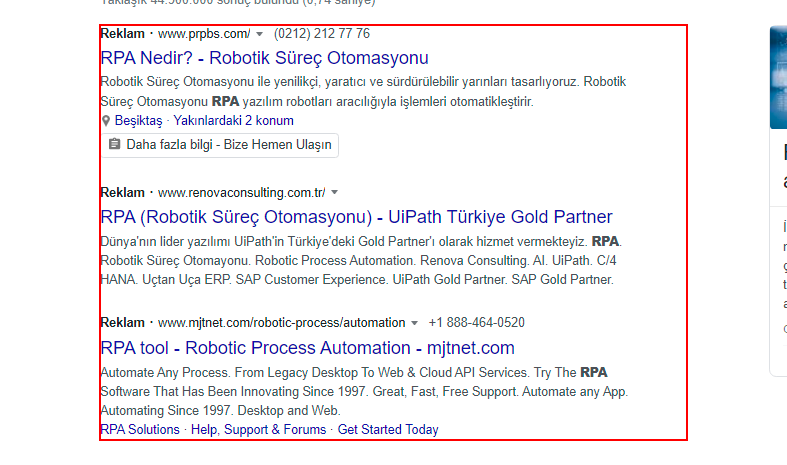 Yaklaşık 44.900.000 sonuç bulundu (0,74 saniye)
Reklam · www.prpbs.com/ (0212) 212 77 76
RPA Nedir? - Robotik Süreç Otomasyonu
Robotik Süreç Otomasyonu ile yenilikçi, yaratıcı ve sürdürülebilir yarınları tasarlıyoruz. Robotik
Süreç Otomasyonu RPA yazılım robotları aracılığıyla işlemleri otomatikleştirir.
Beşiktaş · Yakınlardaki 2 konum
Daha fazla bilgi - Bize Hemen Ulaşın
Reklam · www.renovaconsulting.com.tr/
RPA (Robotik Süreç Otomasyonu) - UiPath Türkiye Gold Partner
Dünya'nın lider yazılımı UiPath'in Türkiye'deki Gold Partner'ı olarak hizmet vermekteyiz. RPA.
Robotik Süreç Otomayonu. Robotic Process Automation. Renova Consulting. AI. UiPath. C/4
HANA. Uçtan Uça ERP. SAP Customer Experience. UiPath Gold Partner. SAP Gold Partner.
Reklam · www.mjtnet.com/robotic-process/automation +1 888-464-0520
RPA tool - Robotic Process Automation - mjtnet.com
Automate Any Process. From Legacy Desktop To Web & Cloud API Services. Try The RPA
Software That Has Been Innovating Since 1997. Great, Fast, Free Support. Automate any App.
Automating Since 1997. Desktop and Web.
RPA Solutions · Help, Support & Forums · Get Started Today